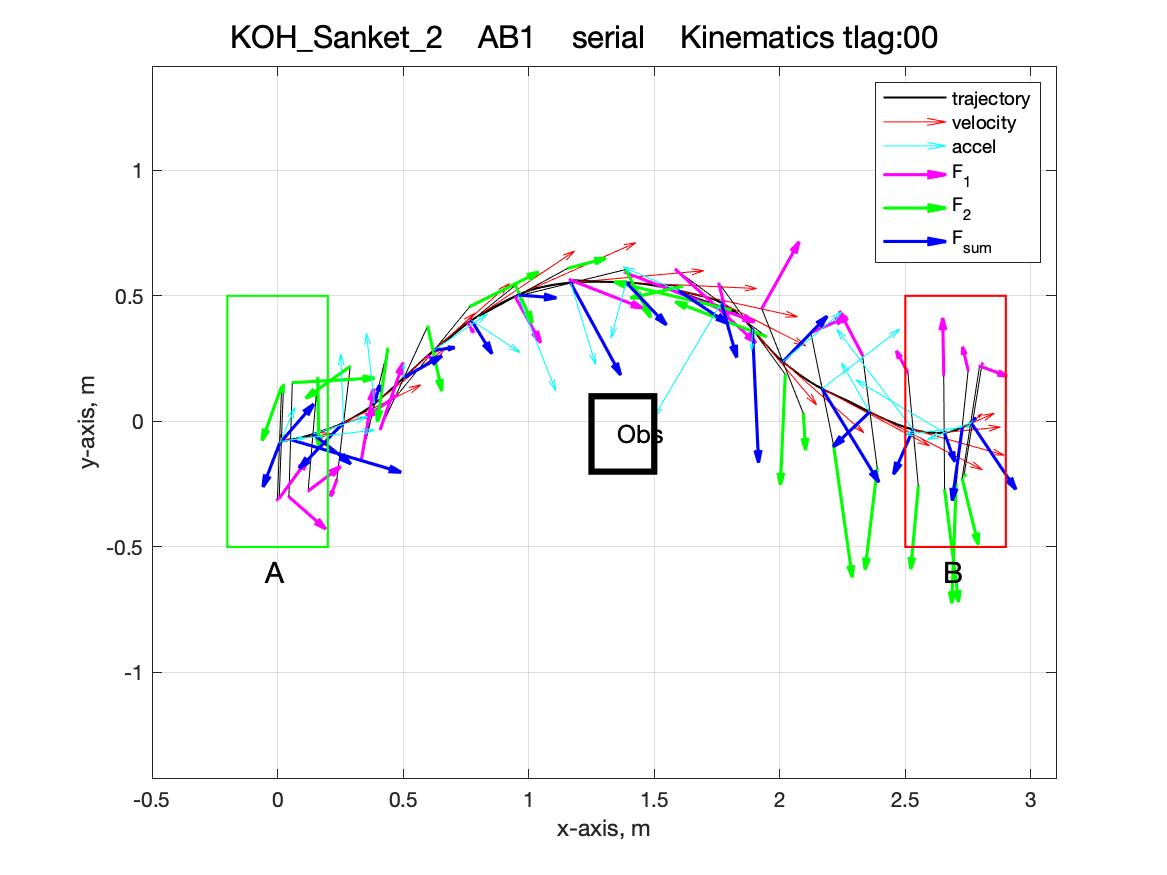 KOH_Sanket_2 AB1 serial Kinematics tlag:00
trajectory
velocity
accel
F1
F2
Fsum
1
0.5
0
-0.5
-1
y-axis, m
Obs
A
B
-0.5 0 0.5 1 1.5 2 2.5 3
x-axis, m